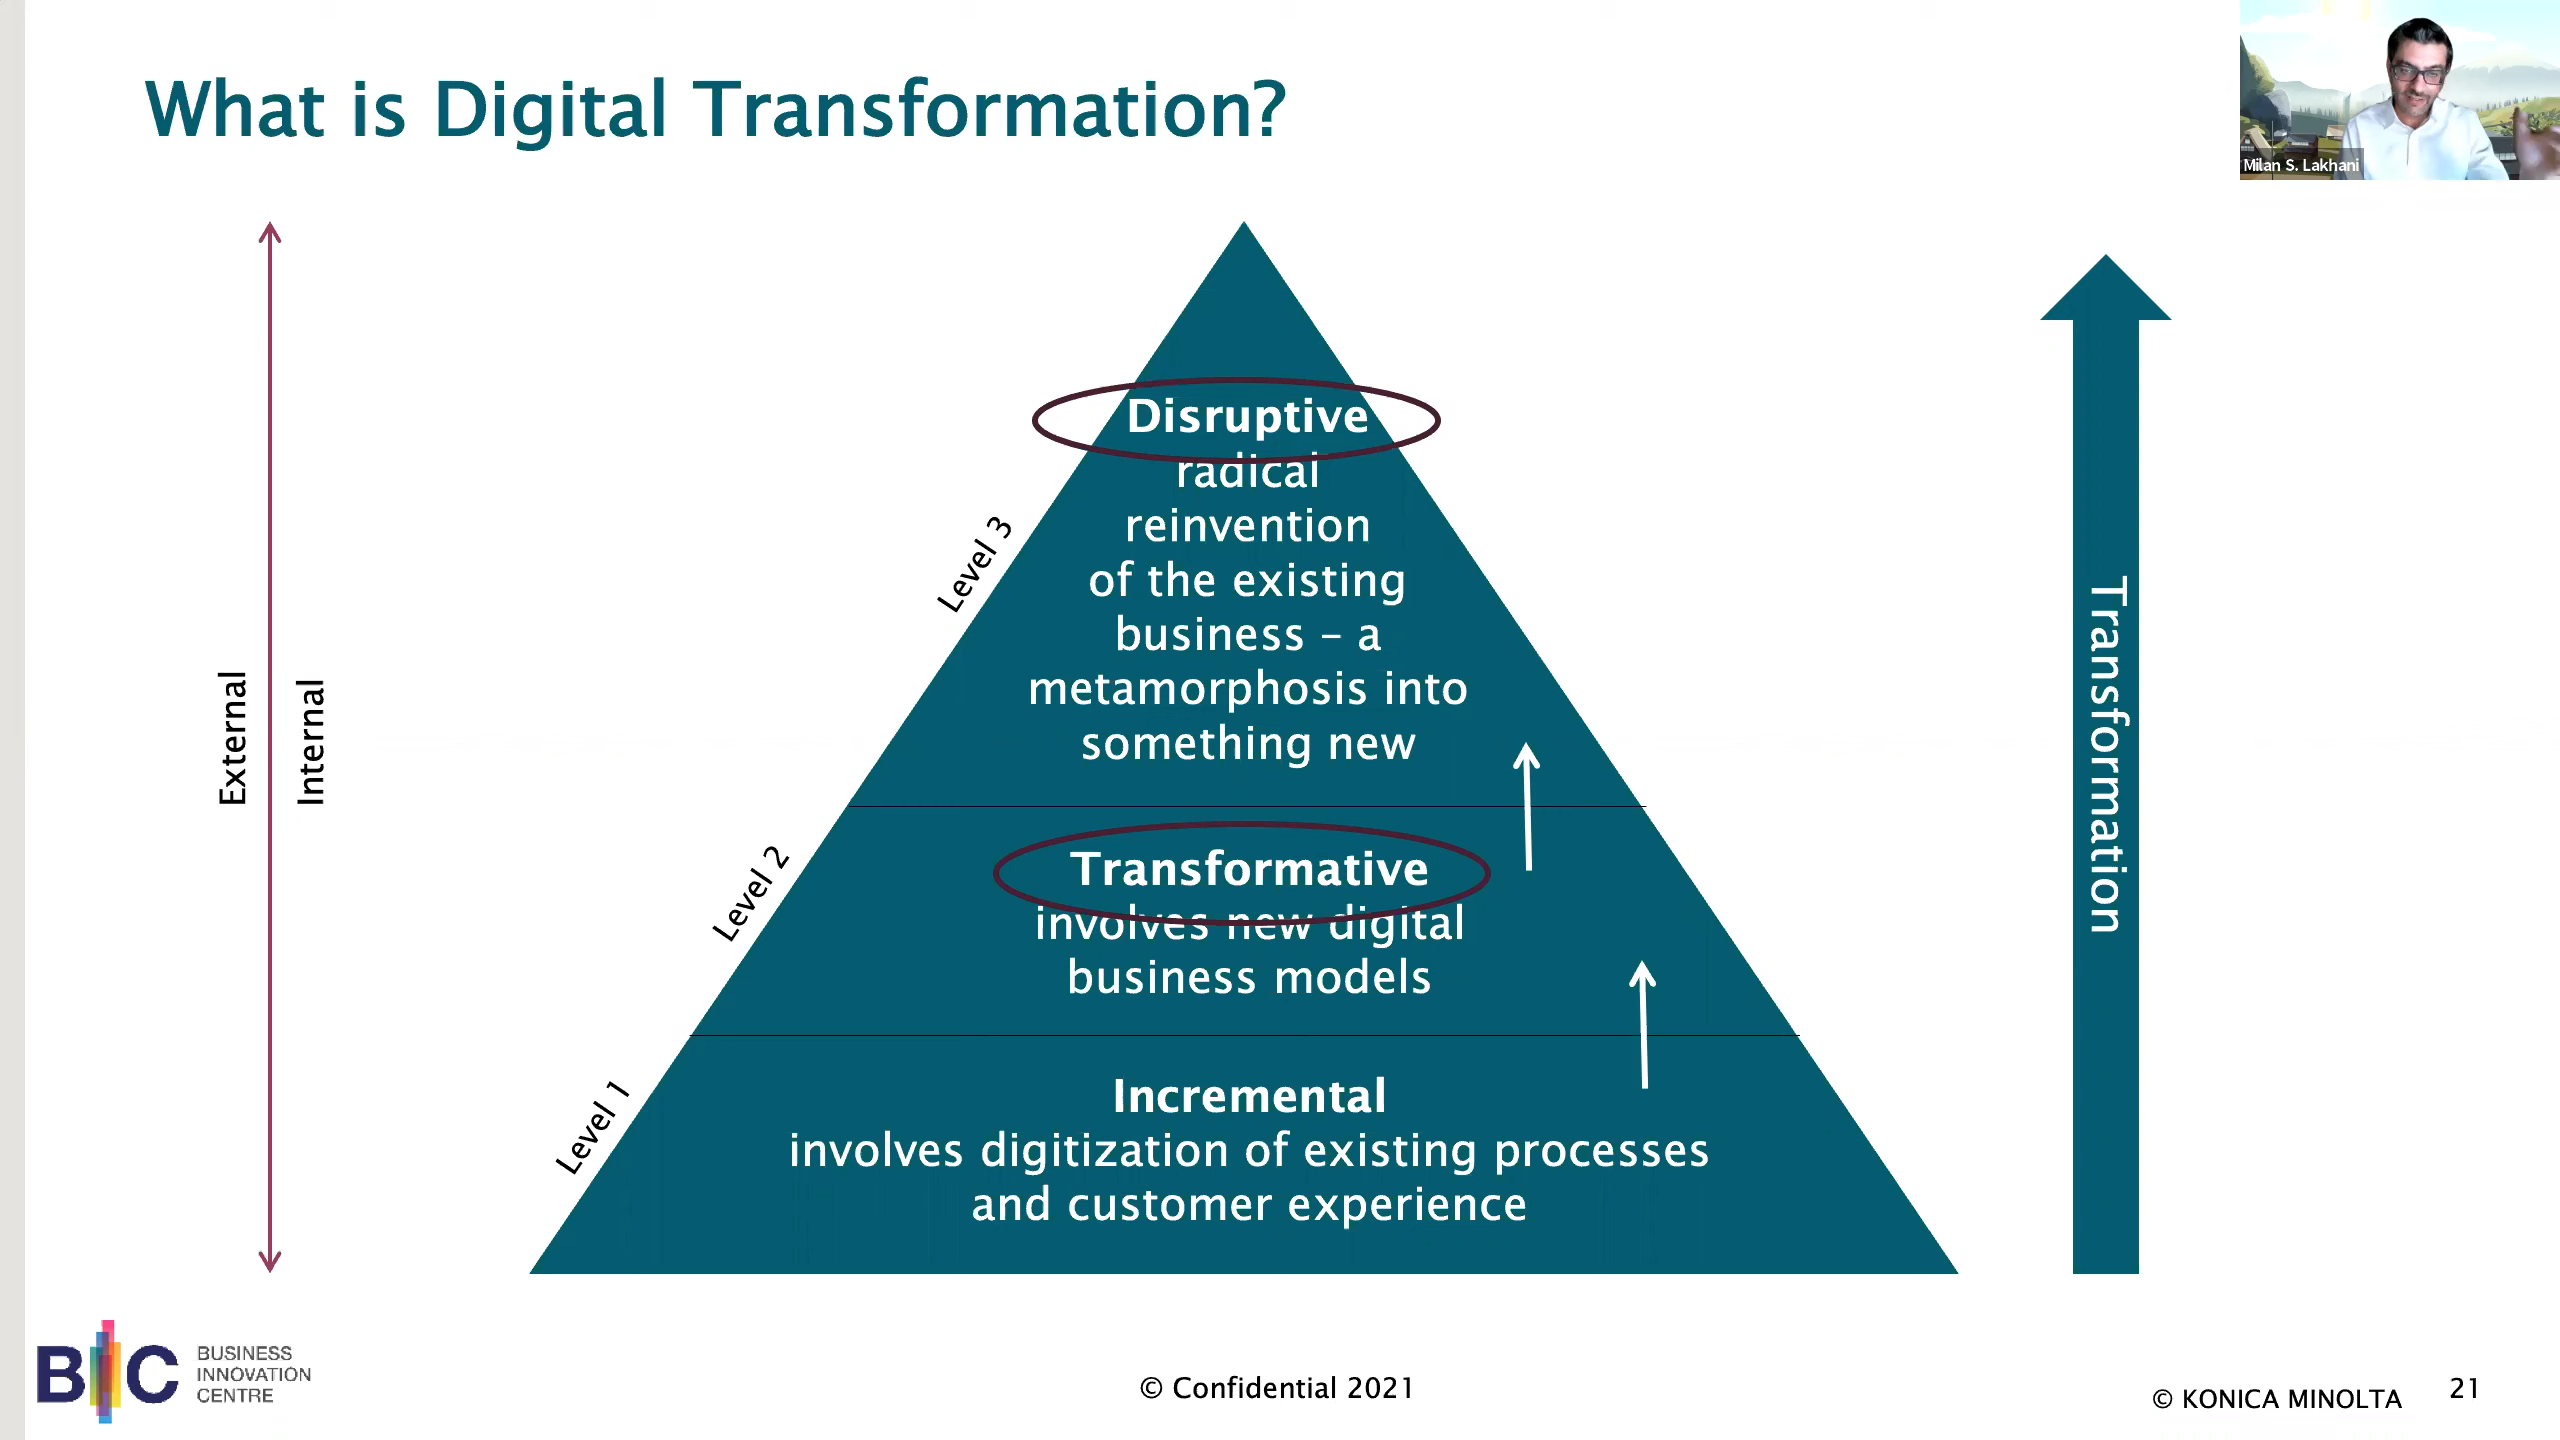 What is Digital Transformation?
Milan S. Lakhani
External
Internal
Level 3
Disruptive
radical
reinvention
of the existing
business – a
metamorphosis into
something new
Level 2
Transformative
involves new digital
business models
Level 1
Incremental
involves digitization of existing processes
and customer experience
Transformation
BIC
BUSINESS
INNOVATION
CENTRE
© Confidential 2021
© KONICA MINOLTA
21